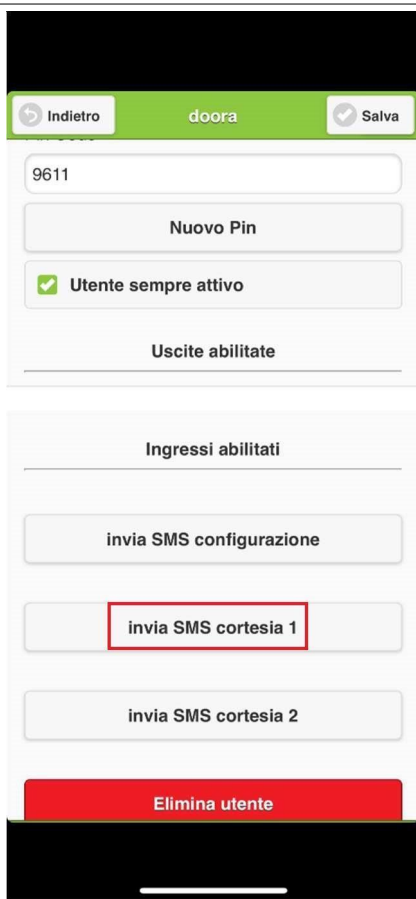 Indietro
doora
Salva
9611
Nuovo Pin
Utente sempre attivo
Uscite abilitate
Ingressi abilitati
invia SMS configurazione
invia SMS cortesia 1
invia SMS cortesia 2
Elimina utente